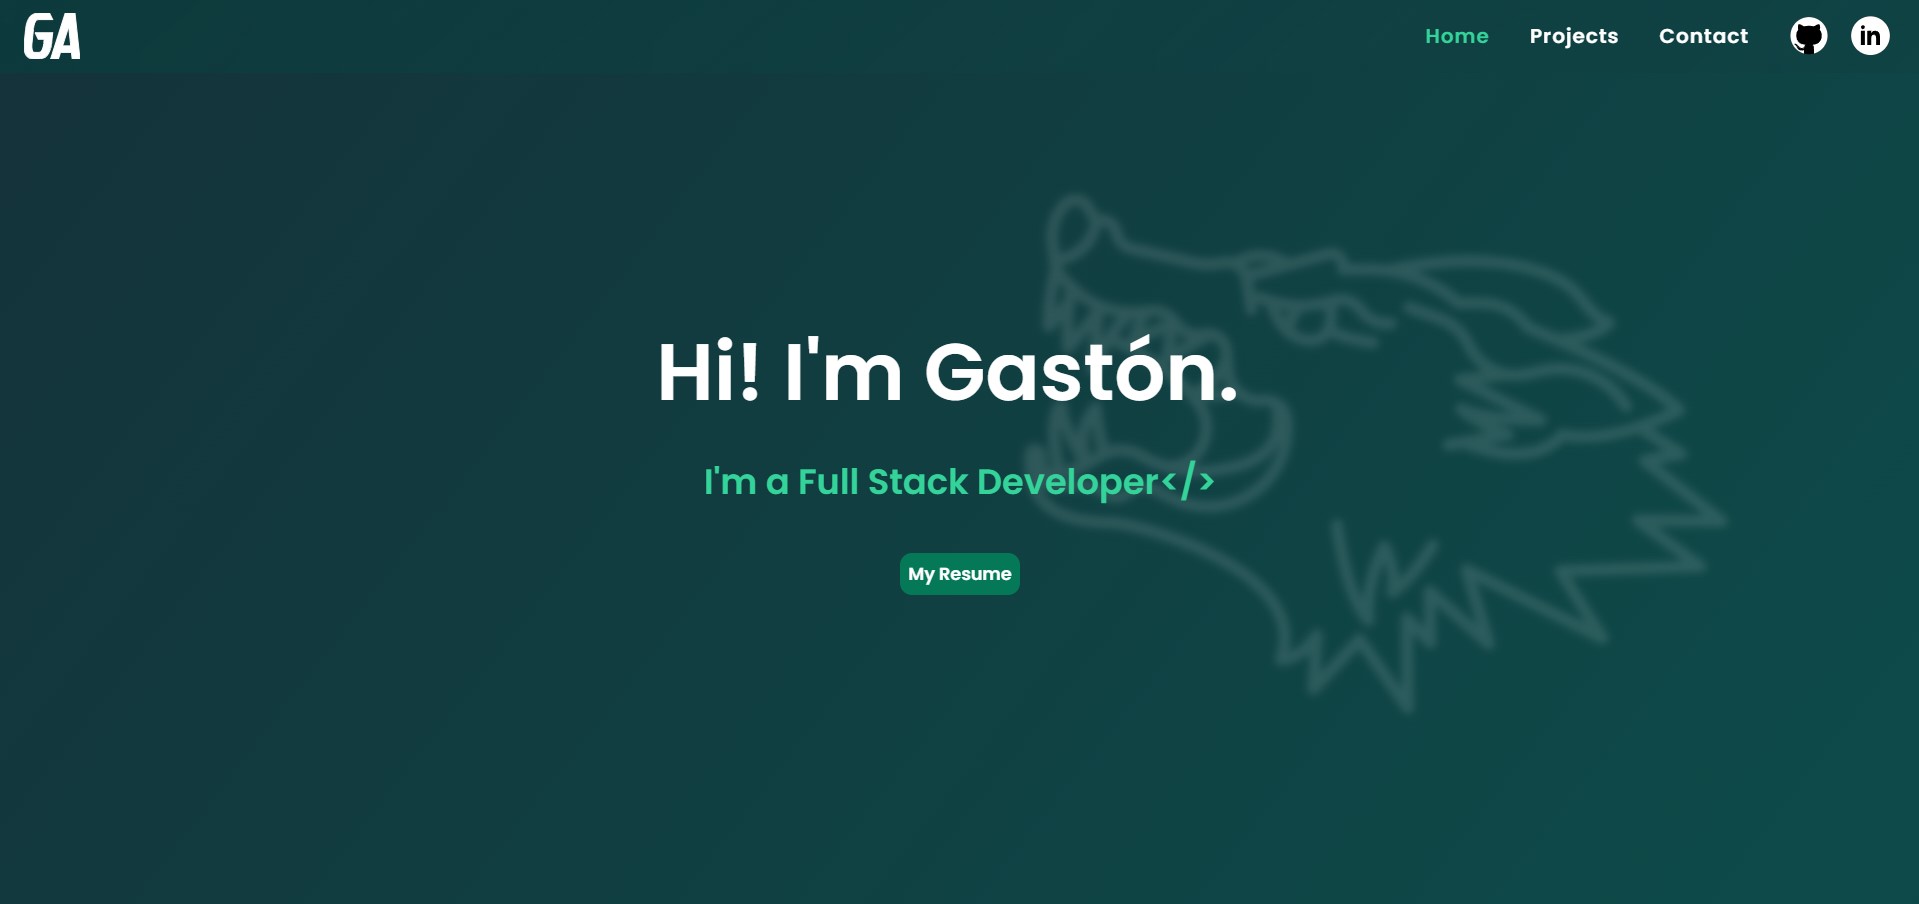 GA
Home Projects Contact in
Hi! I'm Gastón.
I'm a Full Stack Developer</>
My Resume